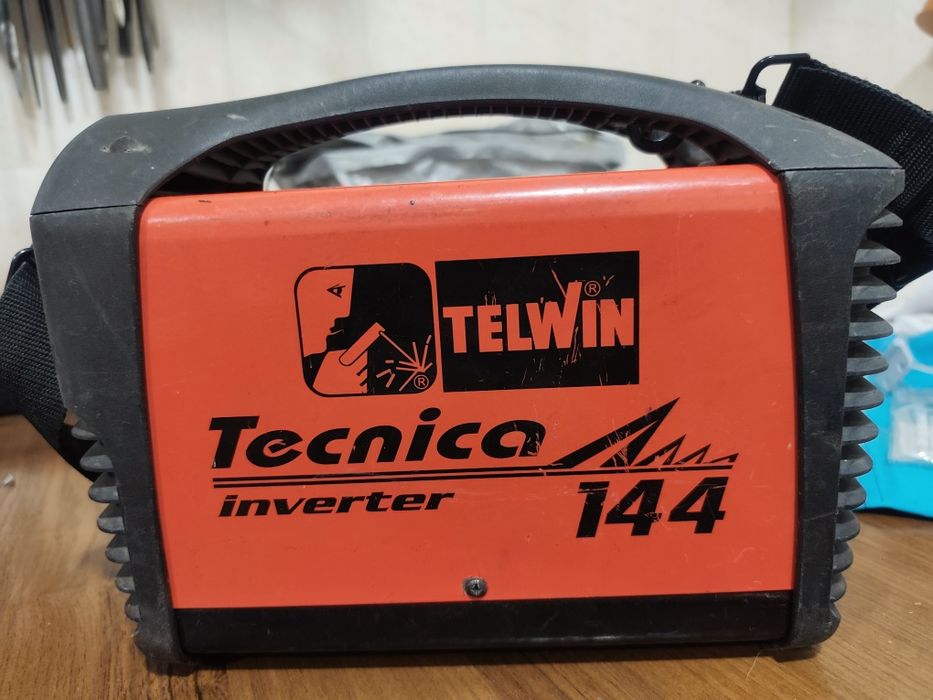 TELWIN®
®
Tecnica
inverter
144